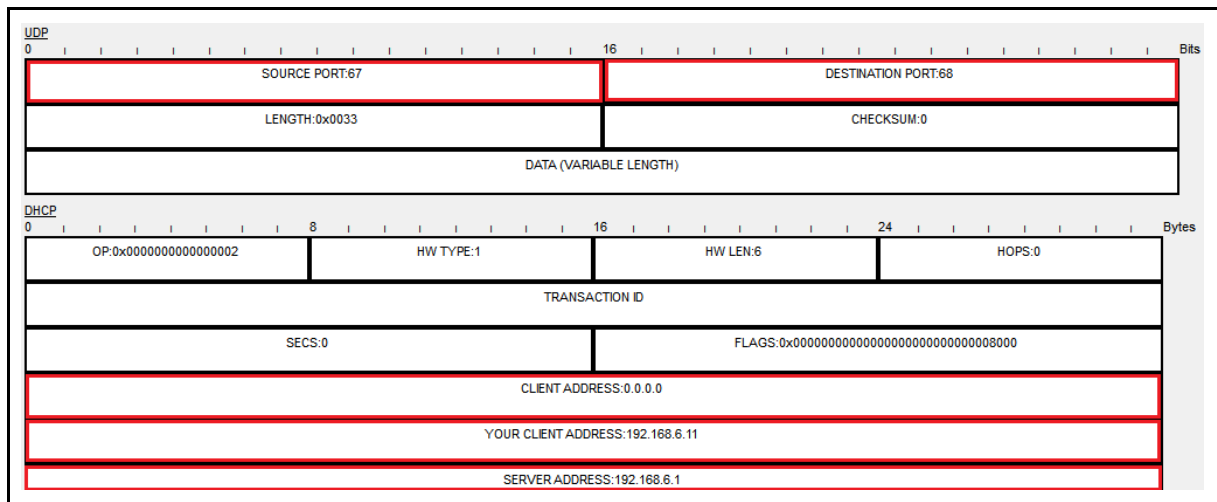 UDP
0 16 Bits
SOURCE PORT:67 DESTINATION PORT:68
LENGTH:0x0033 CHECKSUM:0
DATA (VARIABLE LENGTH)
DHCP
0 8 16 24 Bytes
OP:0x0000000000000002 HW TYPE:1 HW LEN:6 HOPS:0
TRANSACTION ID
SECS:0 FLAGS:0x00000000000000000000000000008000
CLIENT ADDRESS:0.0.0.0
YOUR CLIENT ADDRESS:192.168.6.11
SERVER ADDRESS:192.168.6.1